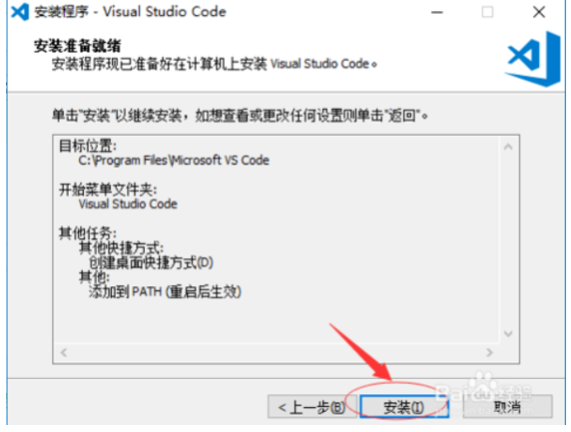 安装程序 - Visual Studio Code
安装准备就绪
安装程序现已准备好在计算机上安装 Visual Studio Code。
单击“安装”以继续安装，如想查看或更改任何设置则单击“返回”。
目标位置:
C:\Program Files\Microsoft VS Code
开始菜单文件夹:
Visual Studio Code
其他任务:
其他快捷方式:
创建桌面快捷方式(D)
其他:
添加到 PATH (重启后生效)
<上一步(B) 安装(I) 取消
Baidu经验